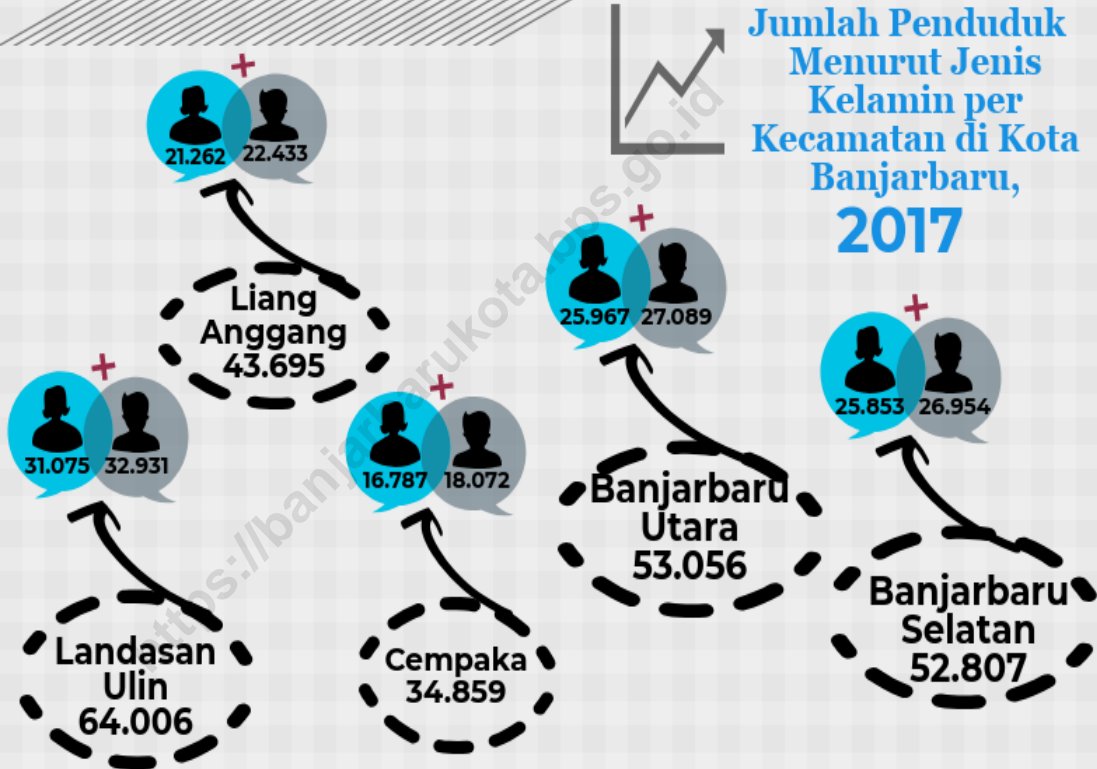 Jumlah Penduduk
Menurut Jenis
Kelamin per
Kecamatan di Kota
Banjarbaru,
2017
21.262 22.433
Liang
Anggang
43.695
31.075 32.931
Landasan
Ulin
64.006
16.787 18.072
Cempaka
34.859
25.967 27.089
Banjarbaru
Utara
53.056
25.853 26.954
Banjarbaru
Selatan
52.807
https://banjarbarukota.bps.go.id